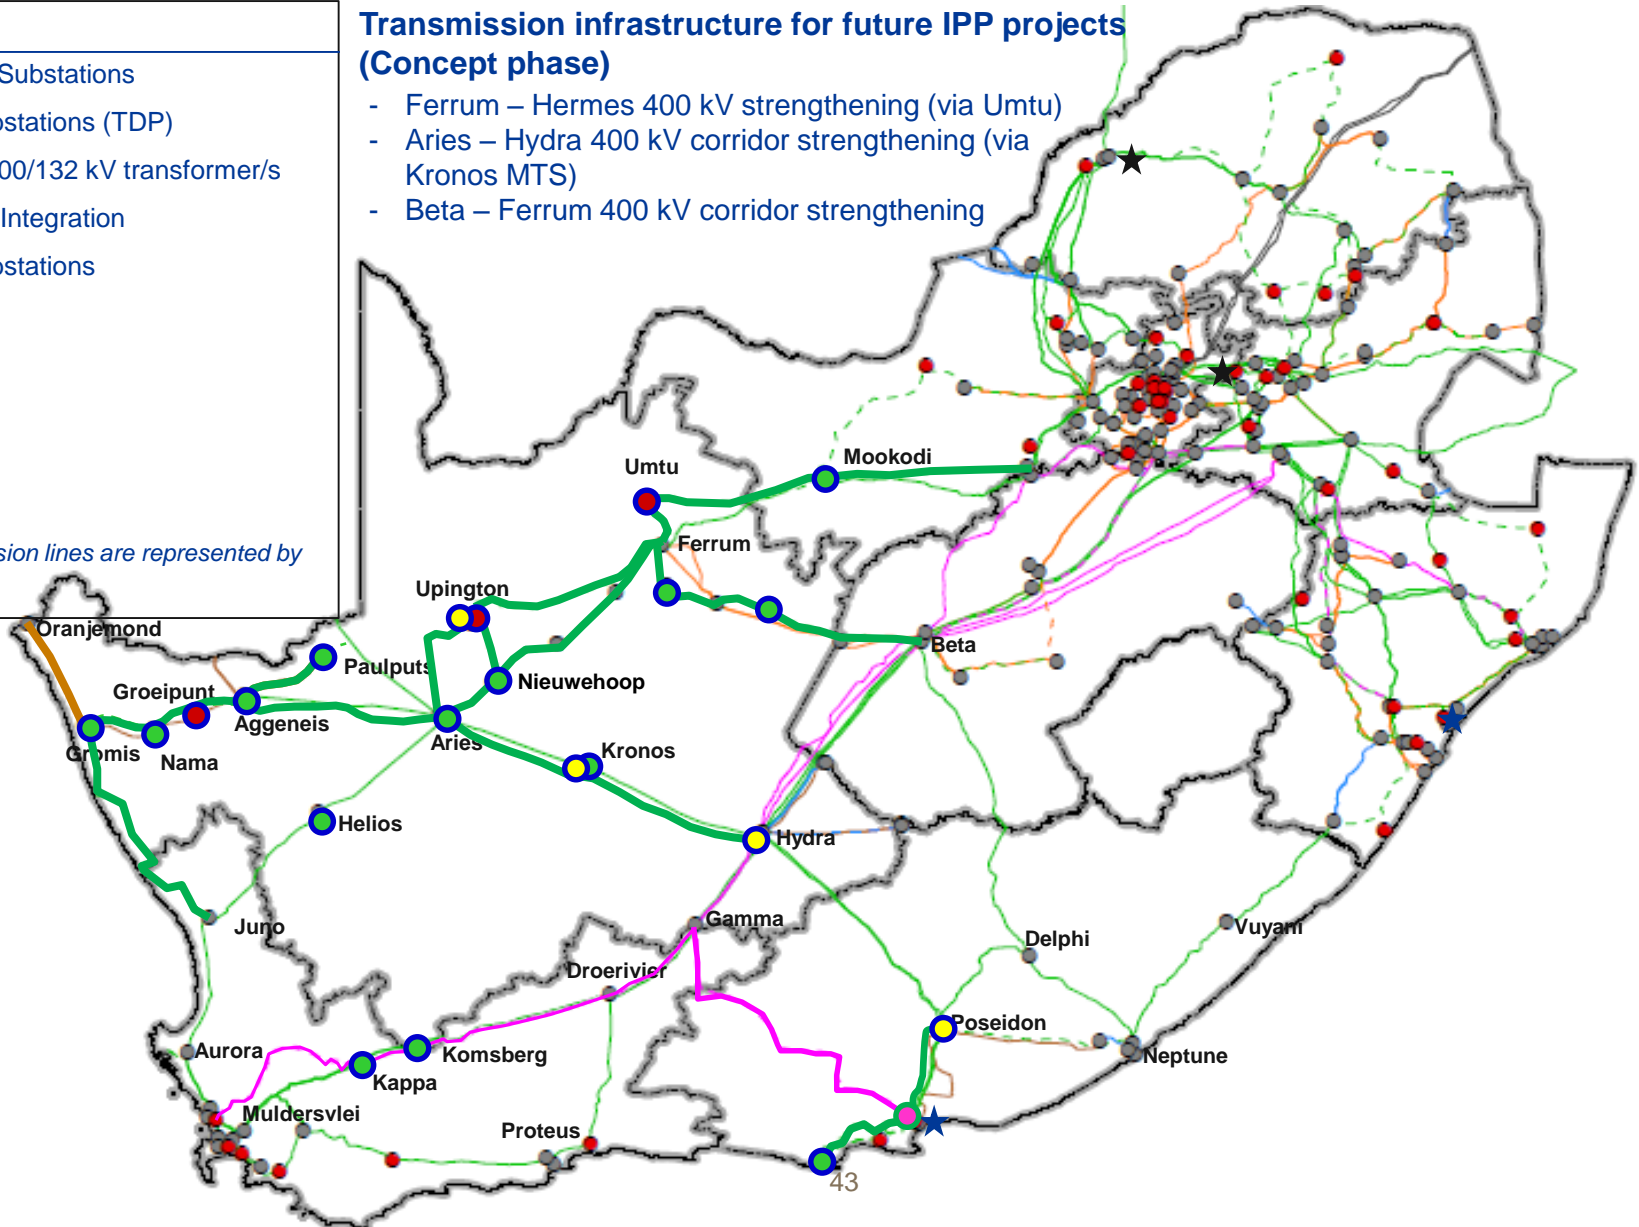 Transmission infrastructure for future IPP projects
(Concept phase)
- Ferrum – Hermes 400 kV strengthening (via Umtu)
- Aries – Hydra 400 kV corridor strengthening (via
Kronos MTS)
- Beta – Ferrum 400 kV corridor strengthening
Substations
ostations (TDP)
00/132 kV transformer/s
Integration
ostations
sion lines are represented by
Mookodi
Umtu
Ferrum
Upington
Oranjemond
Paulputs
Beta
Nieuwehoop
Groeipunt
Aggeneis
Aries
Gromis
Nama
Kronos
Helios
Hydra
Juno
Gamma
Vuyani
Delphi
Droerivier
Poseidon
Aurora
Komsberg
Neptune
Kappa
Muldersvlei
Proteus
43